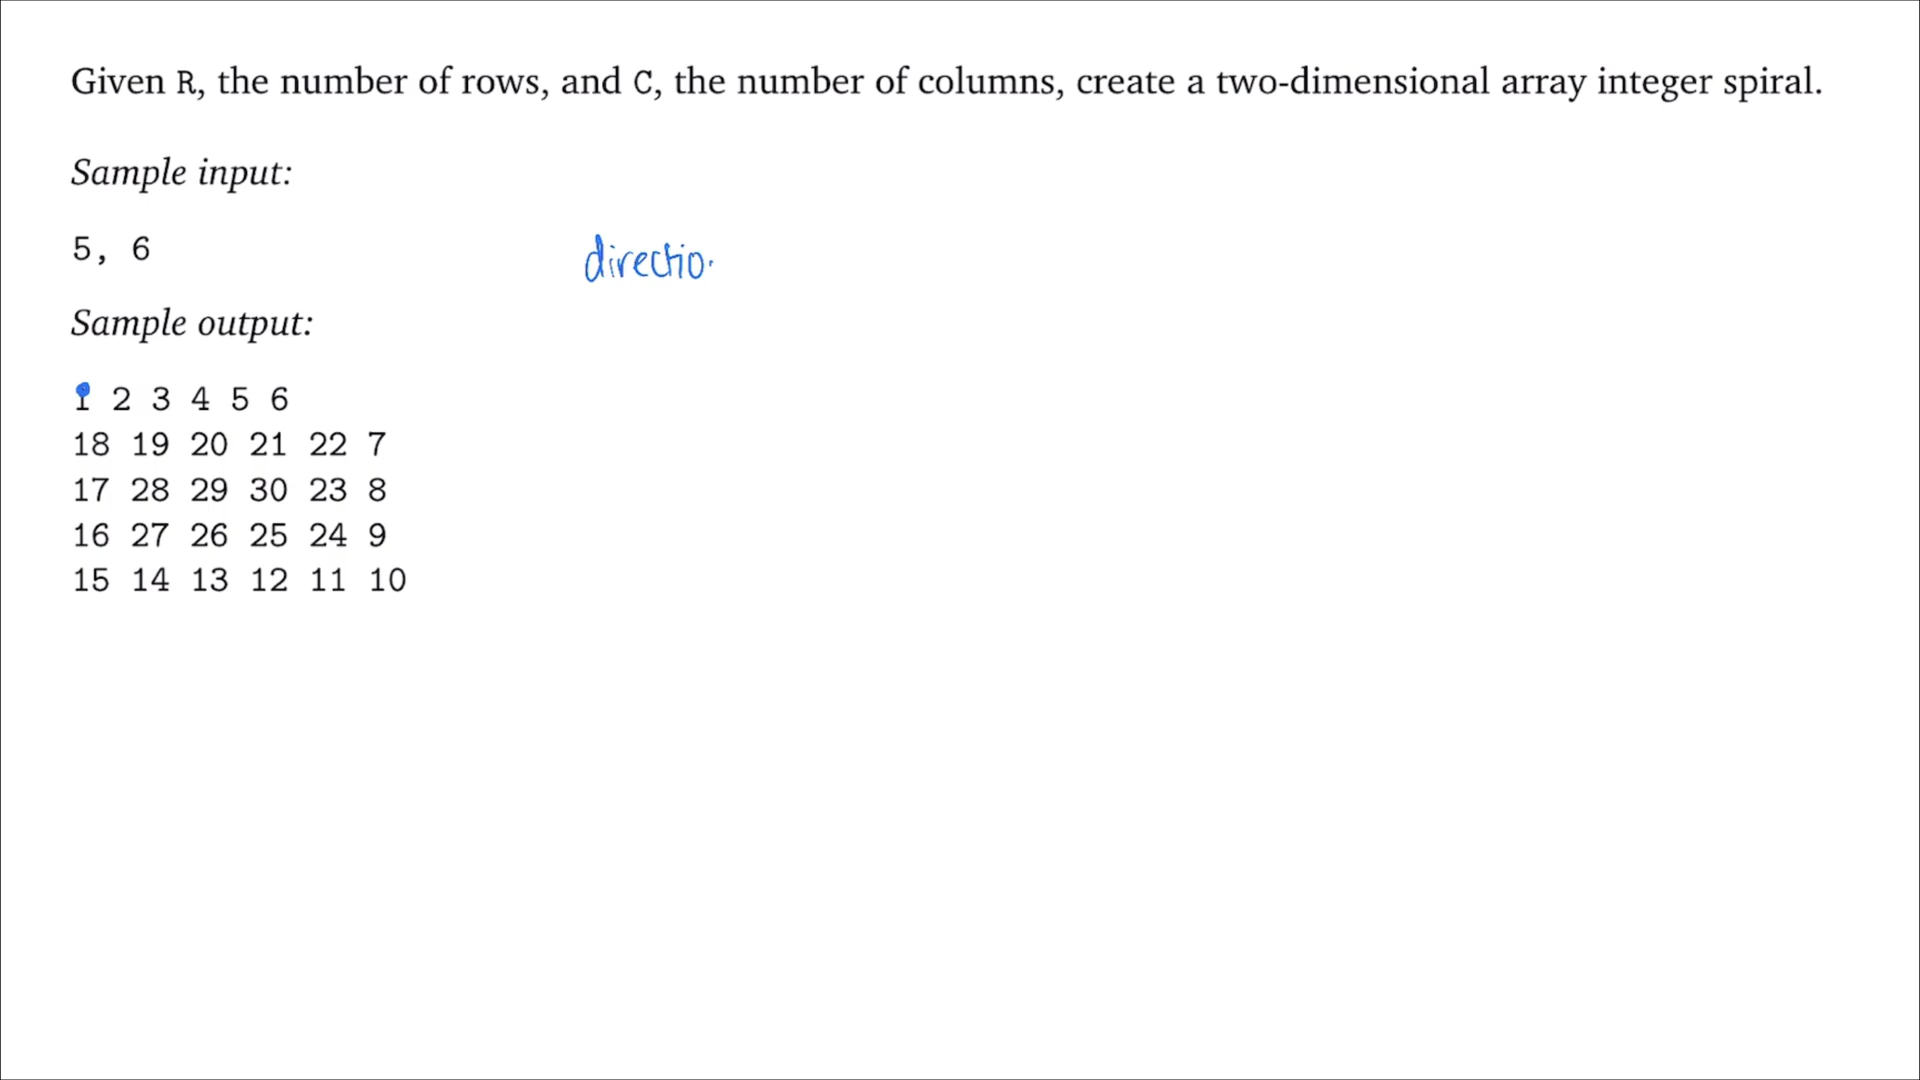 Given R, the number of rows, and C, the number of columns, create a two-dimensional array integer spiral.
Sample input:
5, 6
directio
Sample output:
1 2 3 4 5 6
18 19 20 21 22 7
17 28 29 30 23 8
16 27 26 25 24 9
15 14 13 12 11 10